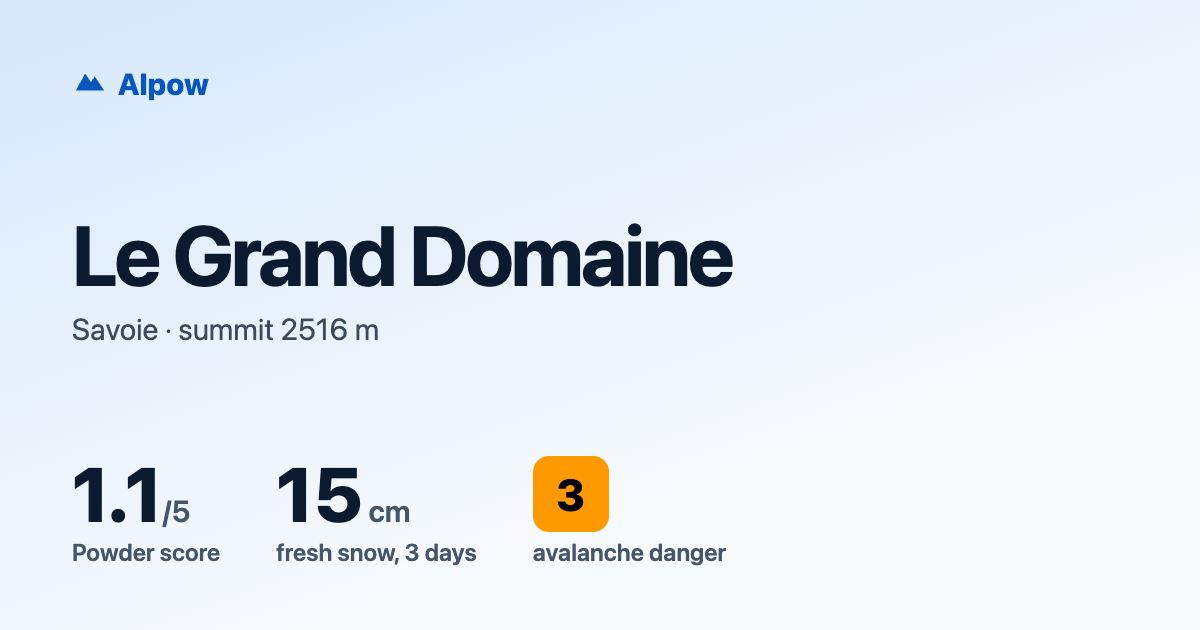 Alpow
Le Grand Domaine
Savoie · summit 2516 m
1.1/5 15 cm 3
Powder score fresh snow, 3 days avalanche danger